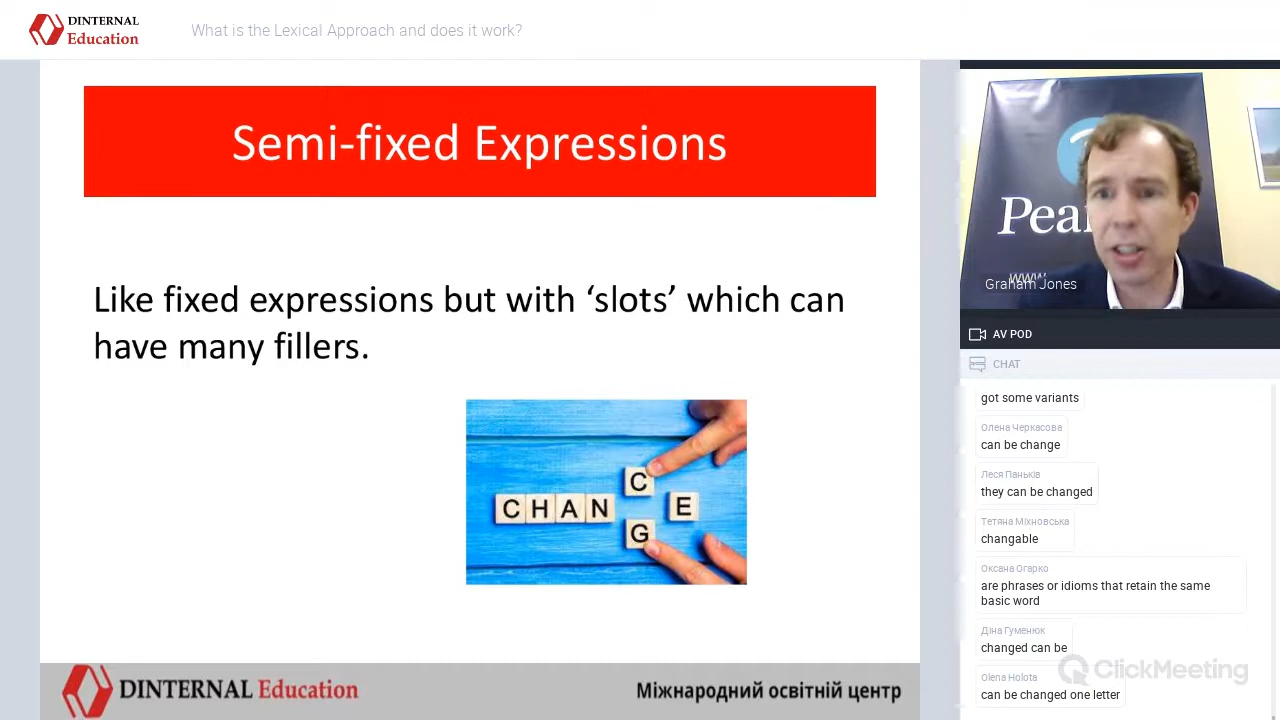 DINTERNAL
Education
What is the Lexical Approach and does it work?
Semi-fixed Expressions
Like fixed expressions but with ‘slots’ which can
have many fillers.
C
CHAN E
G
DINTERNAL Education
Міжнародний освітній центр
Pea
www.
Graham Jones
AV POD
CHAT
got some variants
Олена Черкасова
can be change
Леся Паньків
they can be changed
Тетяна Міхновська
changable
Оксана Огарко
are phrases or idioms that retain the same
basic word
Діна Гуменюк
changed can be
Olena Holota
can be changed one letter
ClickMeeting